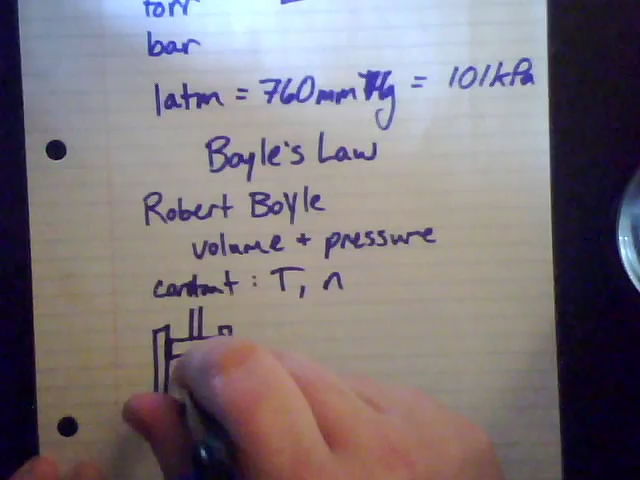 torr
bar
1atm = 760mmHg = 101kPa
Boyle's Law
Robert Boyle
volume + pressure
constant : T, n